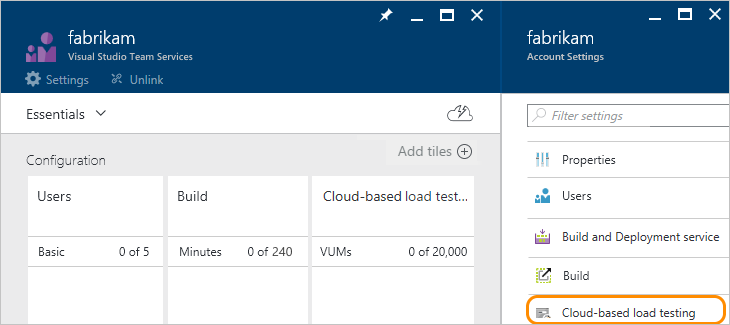 fabrikam
Visual Studio Team Services
Settings
Unlink
Essentials
Add tiles
Configuration
Users
Basic
0 of 5
Build
Minutes
0 of 240
Cloud-based load test...
VUMs
0 of 20,000
fabrikam
Account Settings
Filter settings
Properties
Users
Build and Deployment service
Build
Cloud-based load testing